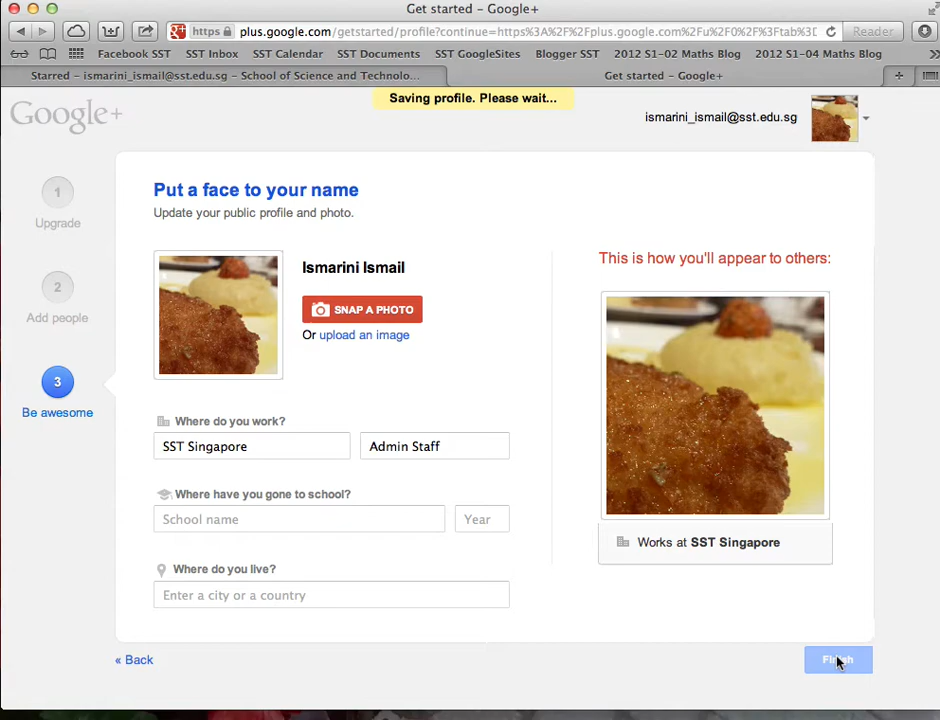 Get started – Google+
https plus.google.com/getstarted/profile?continue=https%3A%2F%2Fplus.google.com%2Fu%2F0%2F%3Ftab%3D Reader
Facebook SST SST Inbox SST Calendar SST Documents SST GoogleSites Blogger SST 2012 S1-02 Maths Blog 2012 S1-04 Maths Blog
Starred – ismarini_ismail@sst.edu.sg – School of Science and Technolo... Get started – Google+
Saving profile. Please wait...
Google+
ismarini_ismail@sst.edu.sg
1
Upgrade
2
Add people
3
Be awesome
Put a face to your name
Update your public profile and photo.
Ismarini Ismail
SNAP A PHOTO
Or upload an image
Where do you work?
SST Singapore Admin Staff
Where have you gone to school?
School name Year
Where do you live?
Enter a city or a country
This is how you'll appear to others:
Works at SST Singapore
« Back
Finish